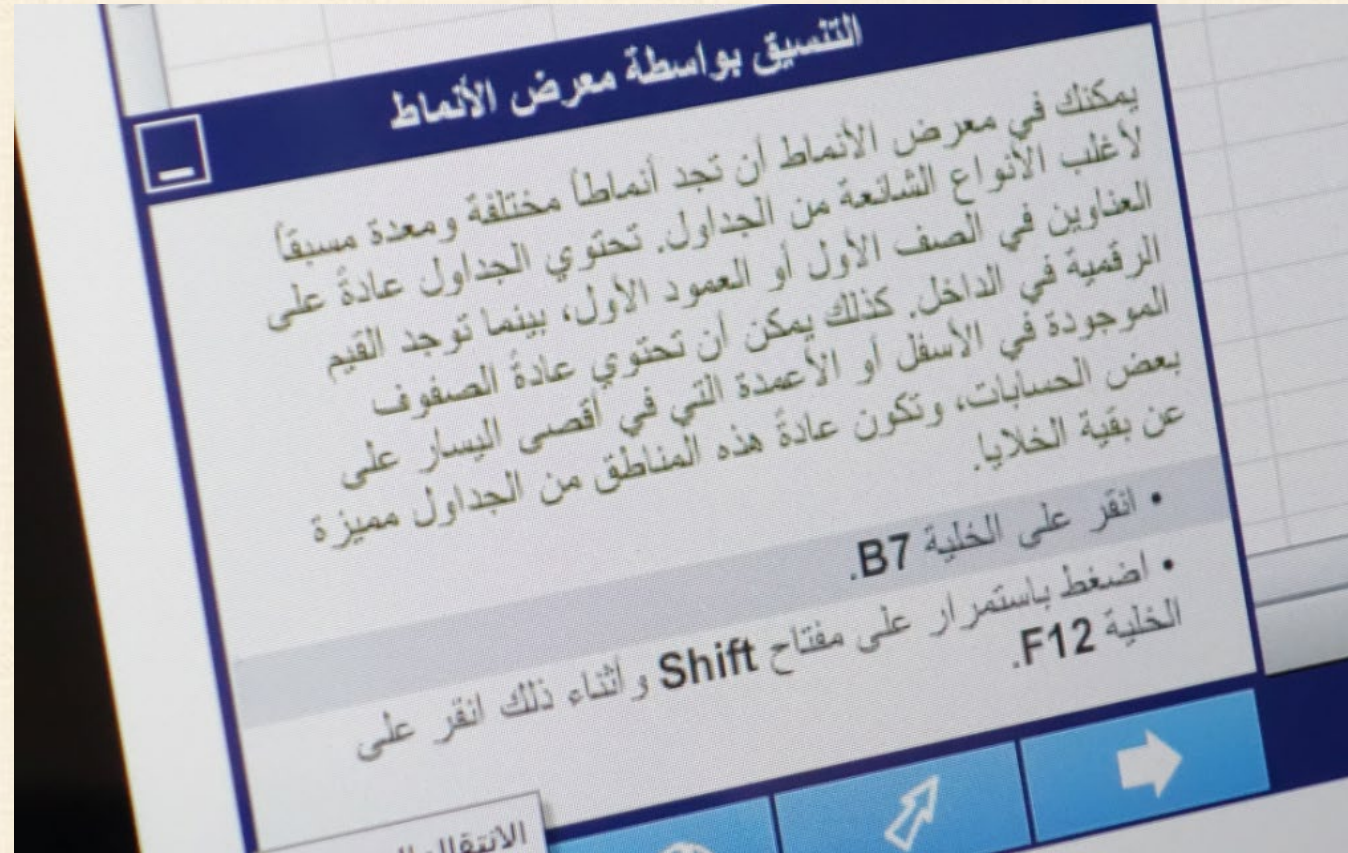 التنسيق بواسطة معرض الأنماط
يمكنك في معرض الأنماط أن تجد أنماطاً مختلفة ومعدة مسبقاً
لأغلب الأنواع الشائعة من الجداول. تحتوي الجداول عادةً على
العناوين في الصف الأول أو العمود الأول، بينما توجد القيم
الرقمية في الداخل. كذلك يمكن أن تحتوي عادةً الصفوف
الموجودة في الأسفل أو الأعمدة التي في أقصى اليسار على
بعض الحسابات، وتكون عادةً هذه المناطق من الجداول مميزة
عن بقية الخلايا.
• انقر على الخلية B7.
• اضغط باستمرار على مفتاح Shift وأثناء ذلك انقر على
الخلية F12.
الانتقال